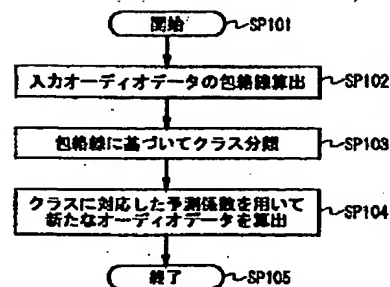 開始 SP101
入力オーディオデータの包絡線算出 SP102
包絡線に基づいてクラス分類 SP103
クラスに対応した予測係数を用いて
新たなオーディオデータを算出 SP104
終了 SP105